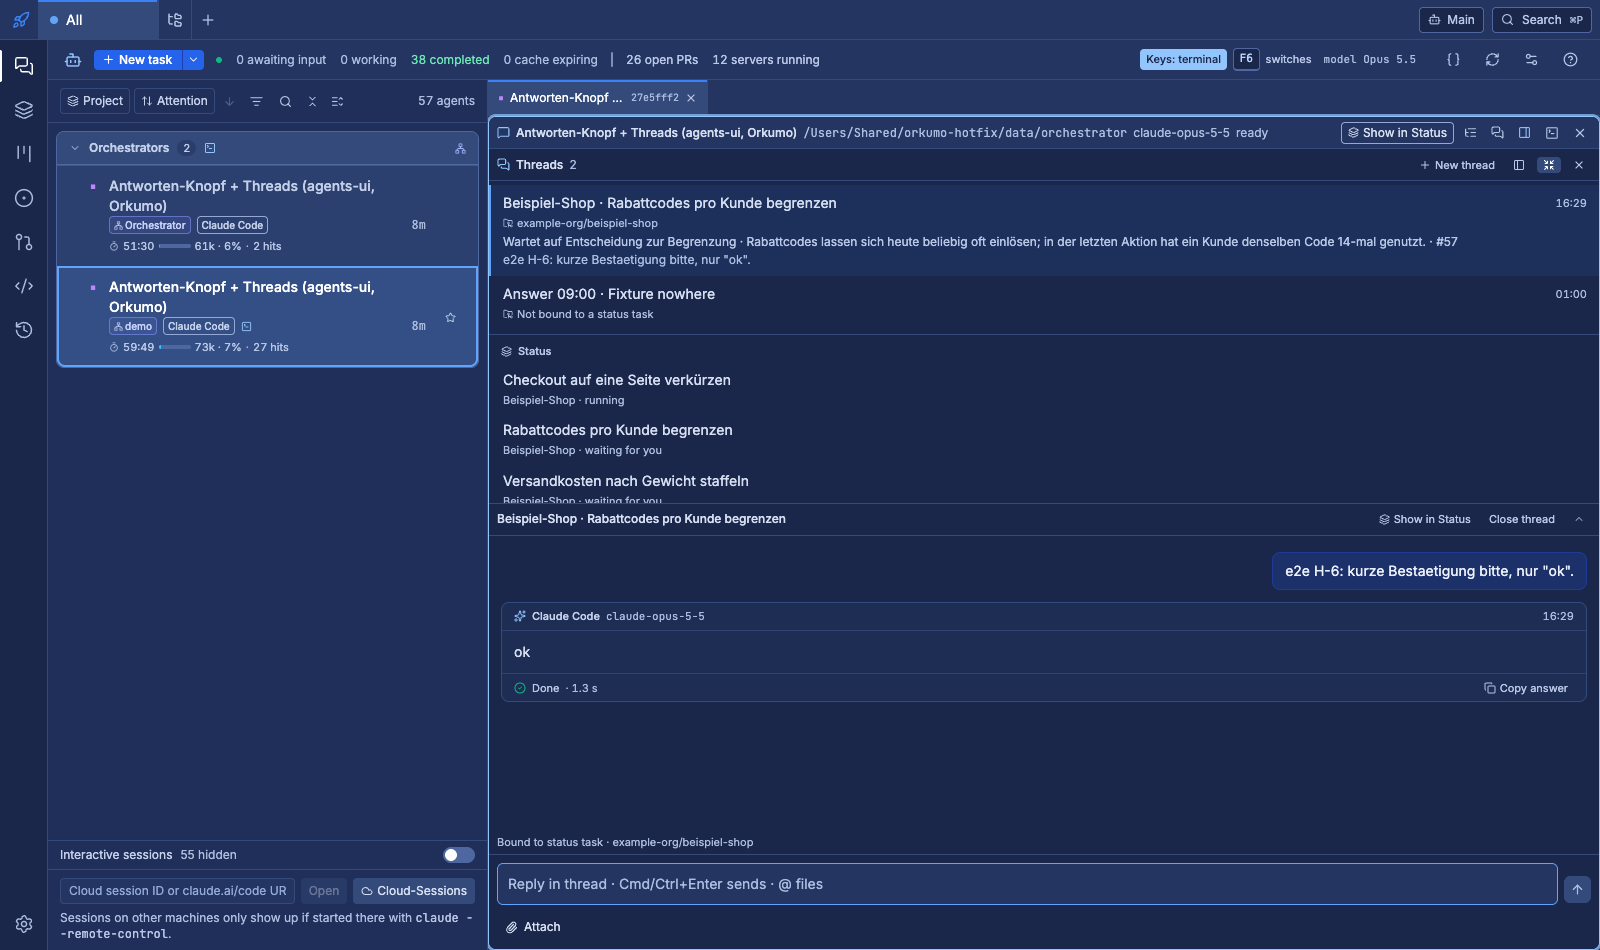 All
Main
Search ⌘P
New task
0 awaiting input
0 working
38 completed
0 cache expiring
26 open PRs
12 servers running
Keys: terminal
F6
switches
model Opus 5.5
Project
Attention
57 agents
Antworten-Knopf ... 27e5fff2
Orchestrators 2
Antworten-Knopf + Threads (agents-ui,
Orkumo)
Orchestrator
Claude Code
8m
51:30
61k · 6% · 2 hits
Antworten-Knopf + Threads (agents-ui,
Orkumo)
demo
Claude Code
8m
59:49
73k · 7% · 27 hits
Interactive sessions 55 hidden
Cloud session ID or claude.ai/code UR
Open
Cloud-Sessions
Sessions on other machines only show up if started there with claude -
-remote-control.
Antworten-Knopf + Threads (agents-ui, Orkumo) /Users/Shared/orkumo-hotfix/data/orchestrator claude-opus-5-5 ready
Show in Status
Threads 2
New thread
Beispiel-Shop · Rabattcodes pro Kunde begrenzen
16:29
example-org/beispiel-shop
Wartet auf Entscheidung zur Begrenzung · Rabattcodes lassen sich heute beliebig oft einlösen; in der letzten Aktion hat ein Kunde denselben Code 14-mal genutzt. · #57
e2e H-6: kurze Bestaetigung bitte, nur "ok".
Answer 09:00 · Fixture nowhere
01:00
Not bound to a status task
Status
Checkout auf eine Seite verkürzen
Beispiel-Shop · running
Rabattcodes pro Kunde begrenzen
Beispiel-Shop · waiting for you
Versandkosten nach Gewicht staffeln
Beispiel-Shop · waiting for you
Beispiel-Shop · Rabattcodes pro Kunde begrenzen
Show in Status
Close thread
e2e H-6: kurze Bestaetigung bitte, nur "ok".
Claude Code claude-opus-5-5
16:29
ok
Done · 1.3 s
Copy answer
Bound to status task · example-org/beispiel-shop
Reply in thread · Cmd/Ctrl+Enter sends · @ files
Attach